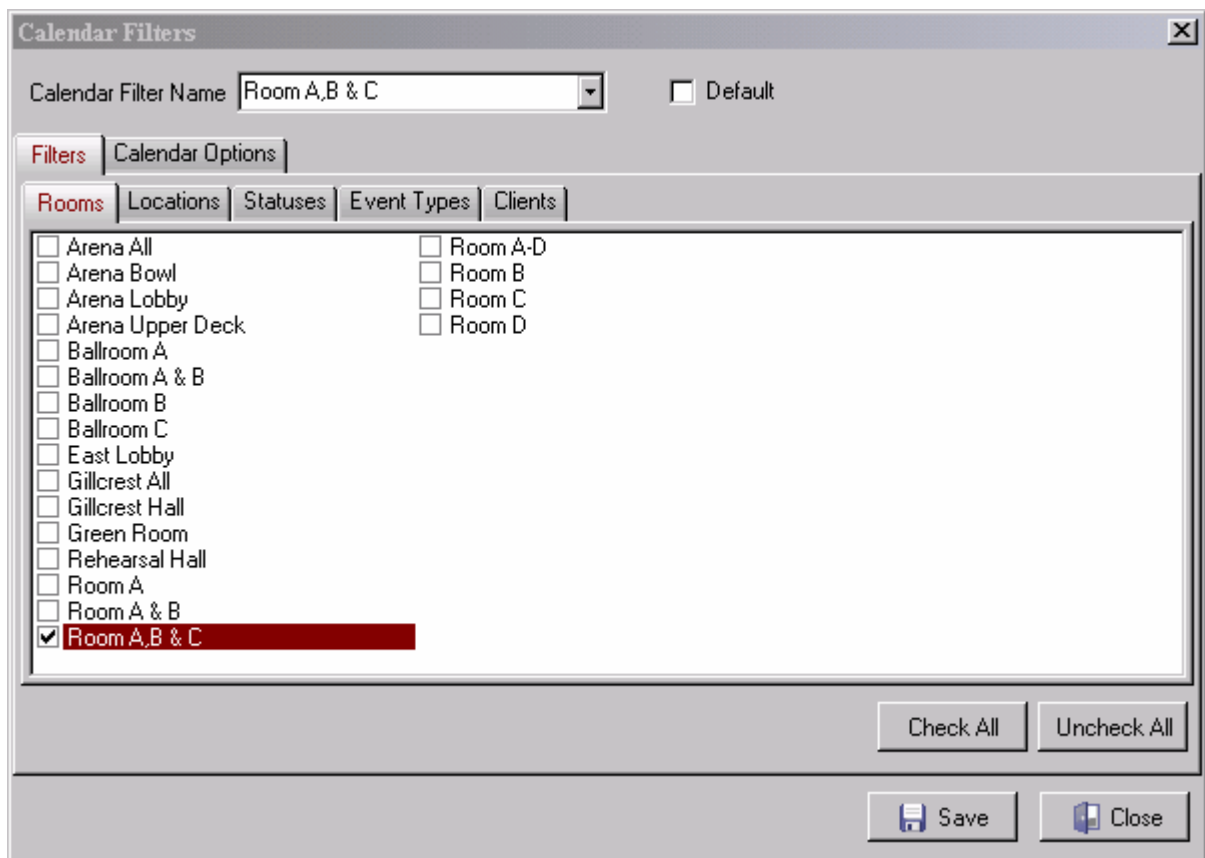 Calendar Filters
Calendar Filter Name Room A,B & C Default
Filters Calendar Options
Rooms Locations Statuses Event Types Clients
Arena All Room A-D
Arena Bowl Room B
Arena Lobby Room C
Arena Upper Deck Room D
Ballroom A
Ballroom A & B
Ballroom B
Ballroom C
East Lobby
Gillcrest All
Gillcrest Hall
Green Room
Rehearsal Hall
Room A
Room A & B
Room A,B & C
Check All Uncheck All
Save Close